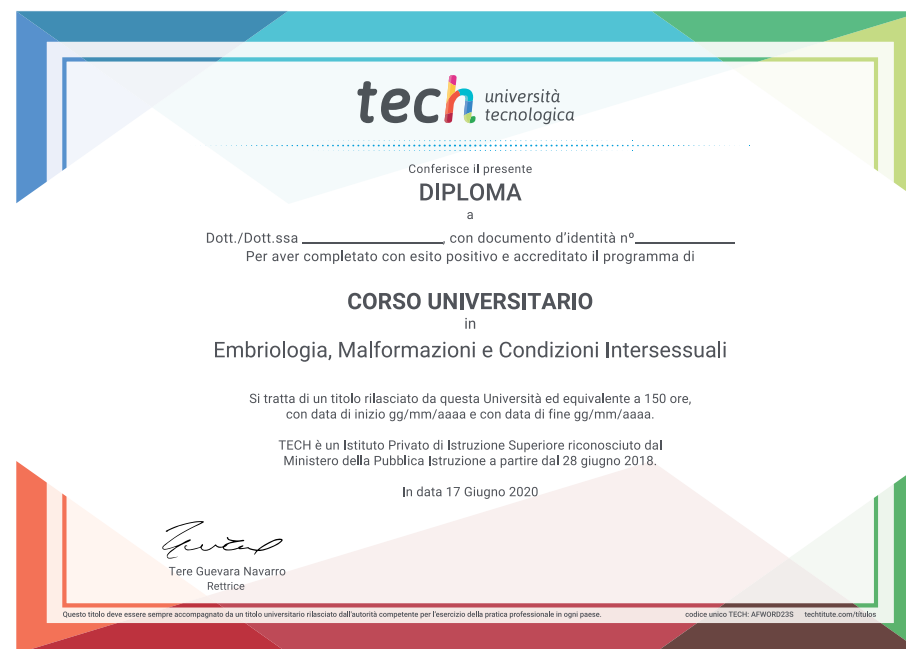 tech università
tecnologica
Conferisce il presente
DIPLOMA
a
Dott./Dott.ssa ________________, con documento d'identità nº____________
Per aver completato con esito positivo e accreditato il programma di
CORSO UNIVERSITARIO
in
Embriologia, Malformazioni e Condizioni Intersessuali
Si tratta di un titolo rilasciato da questa Università ed equivalente a 150 ore,
con data di inizio gg/mm/aaaa e con data di fine gg/mm/aaaa.
TECH è un Istituto Privato di Istruzione Superiore riconosciuto dal
Ministero della Pubblica Istruzione a partire dal 28 giugno 2018.
In data 17 Giugno 2020
Tere Guevara Navarro
Rettrice
Questo titolo deve essere sempre accompagnato da un titolo universitario rilasciato dall'autorità competente per l'esercizio della pratica professionale in ogni paese. codice unico TECH: AFWORD23S techtitute.com/títulos